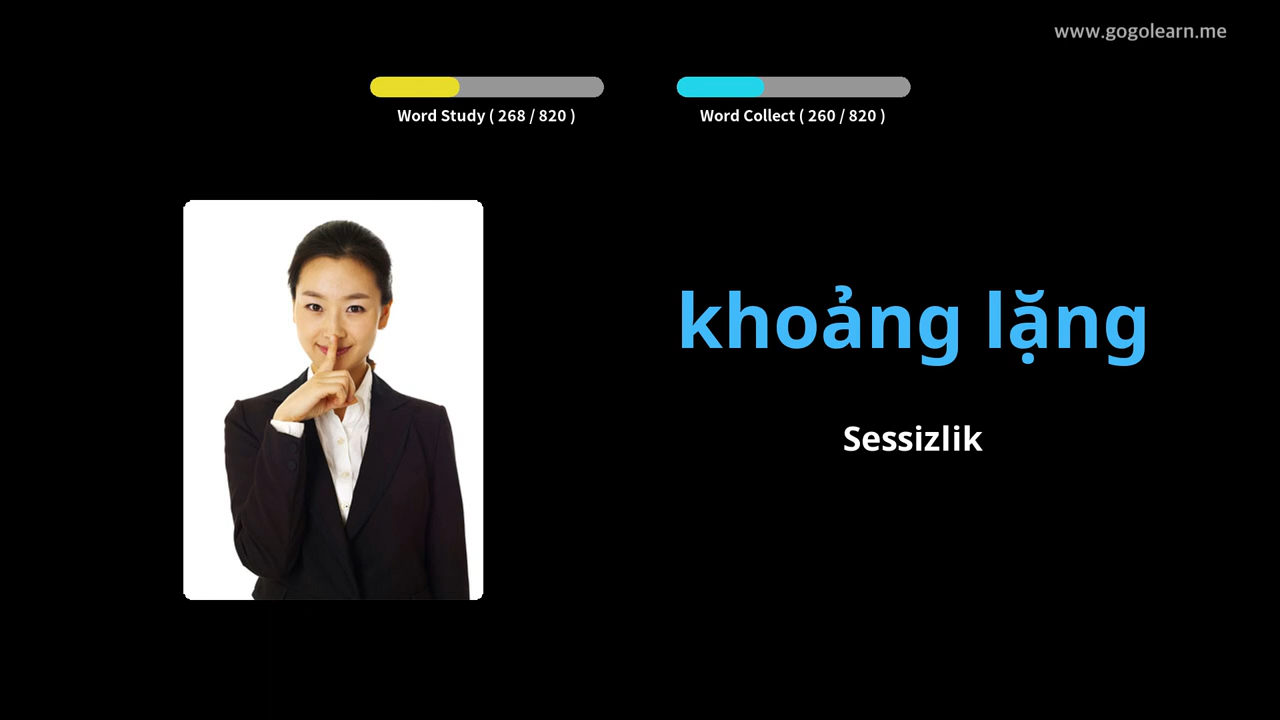 www.gogolearn.me
Word Study ( 268 / 820 )
Word Collect ( 260 / 820 )
khoảng lặng
Sessizlik